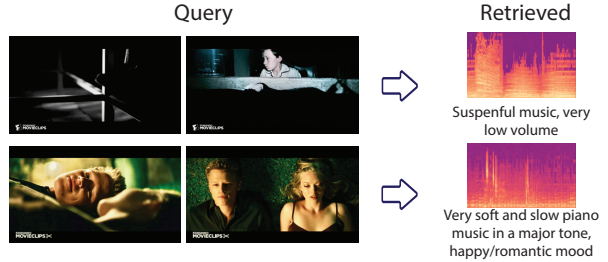 Query
Retrieved
MOVIECLIPS
MOVIECLIPS
Suspenful music, very
low volume
MOVIECLIPS
MOVIECLIPS
Very soft and slow piano
music in a major tone,
happy/romantic mood